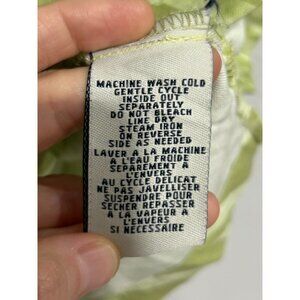 MACHINE WASH COLD
GENTLE CYCLE
INSIDE OUT
SEPARATELY
DO NOT BLEACH
LINE DRY
STEAM IRON
ON REVERSE
SIDE AS NEEDED
LAVER A LA MACHINE
A L'EAU FROIDE
SEPAREMENT A
L'ENVERS
AU CYCLE DELICAT
NE PAS JAVELLISER
SUSPENDRE POUR
SECHER REPASSER
A LA VAPEUR A
L'ENVERS
SI NECESSAIRE